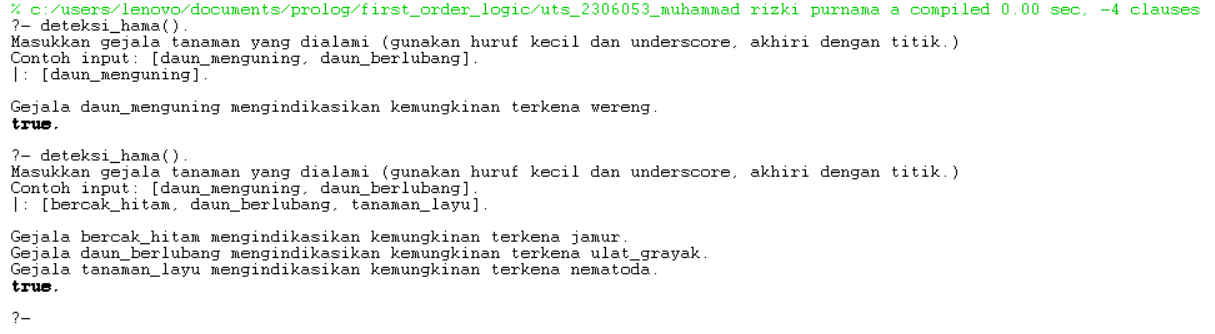 % c:/users/lenovo/documents/prolog/first_order_logic/uts_2306053_muhammad rizki purnama a compiled 0.00 sec, -4 clauses
?- deteksi_hama().
Masukkan gejala tanaman yang dialami (gunakan huruf kecil dan underscore, akhiri dengan titik.)
Contoh input: [daun_menguning, daun_berlubang].
|: [daun_menguning].
Gejala daun_menguning mengindikasikan kemungkinan terkena wereng.
true.
?- deteksi_hama().
Masukkan gejala tanaman yang dialami (gunakan huruf kecil dan underscore, akhiri dengan titik.)
Contoh input: [daun_menguning, daun_berlubang].
|: [bercak_hitam, daun_berlubang, tanaman_layu].
Gejala bercak_hitam mengindikasikan kemungkinan terkena jamur.
Gejala daun_berlubang mengindikasikan kemungkinan terkena ulat_grayak.
Gejala tanaman_layu mengindikasikan kemungkinan terkena nematoda.
true.
?-